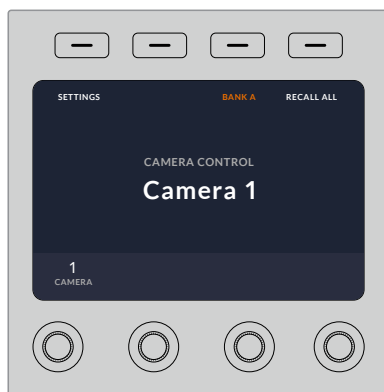 SETTINGS BANK A RECALL ALL
CAMERA CONTROL
Camera 1
1
CAMERA